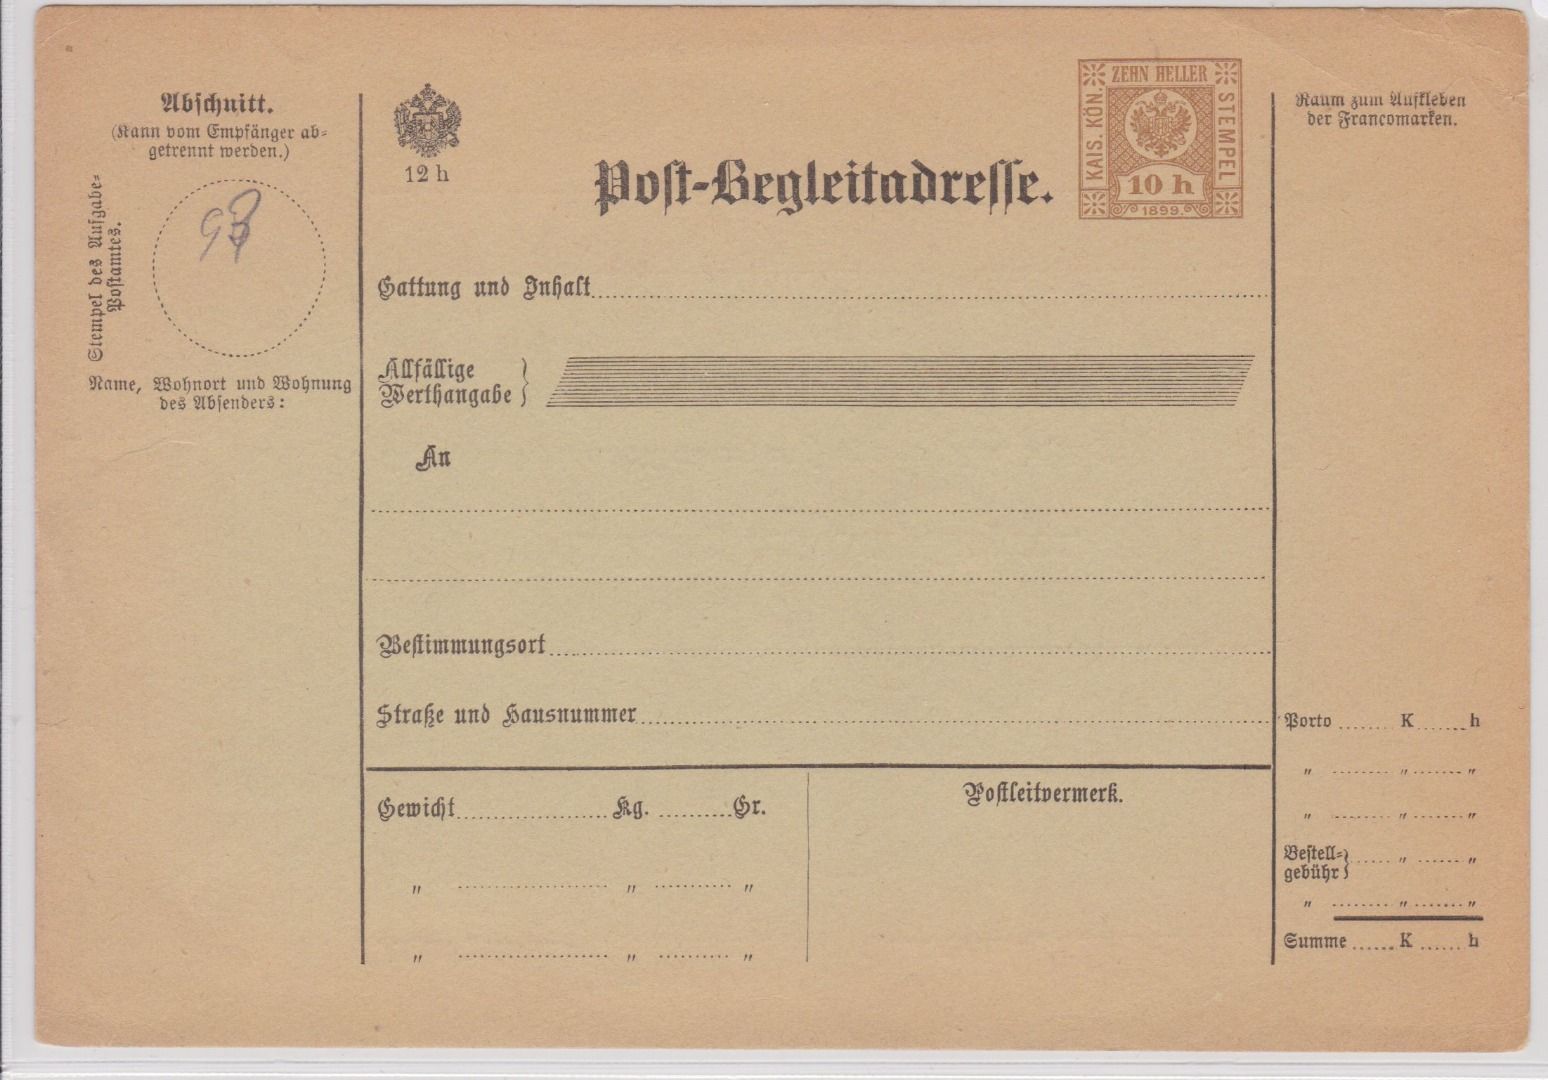 Abschnitt.
(Kann vom Empfänger ab-
getrennt werden.)
Stempel des Aufgabe-
Postamtes.
Name, Wohnort und Wohnung
des Absenders:
12 h
Post-Begleitadresse.
ZEHN HELLER
KAIS. KÖN.
STEMPEL
10 h
1899.
Gattung und Inhalt
Allfällige
Werthangabe
An
Bestimmungsort
Straße und Hausnummer
Gewicht Kg. Gr.
" " "
" " "
Postleitvermerk.
Raum zum Aufkleben
der Francomarken.
Porto K h
" " "
" " "
Bestell- " "
gebühr
" " "
Summe K h